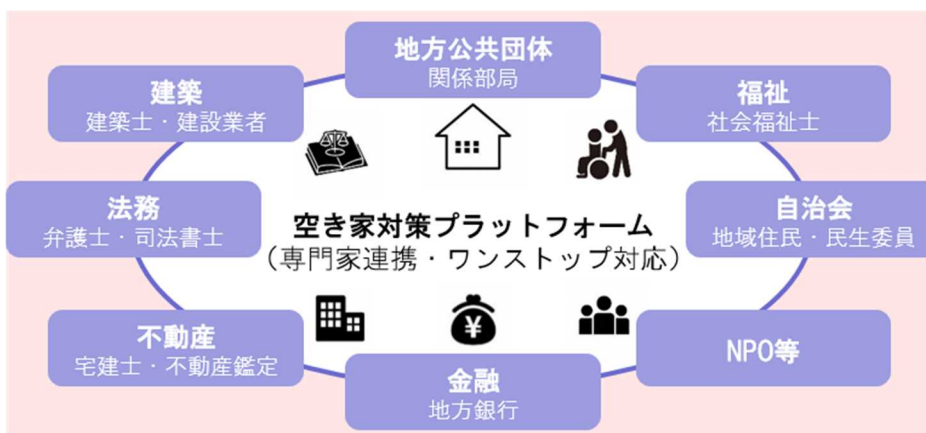 地方公共団体
関係部局
建築
建築士・建設業者
福祉
社会福祉士
法務
弁護士・司法書士
空き家対策プラットフォーム
（専門家連携・ワンストップ対応）
自治会
地域住民・民生委員
¥
不動産
宅建士・不動産鑑定
金融
地方銀行
NPO等